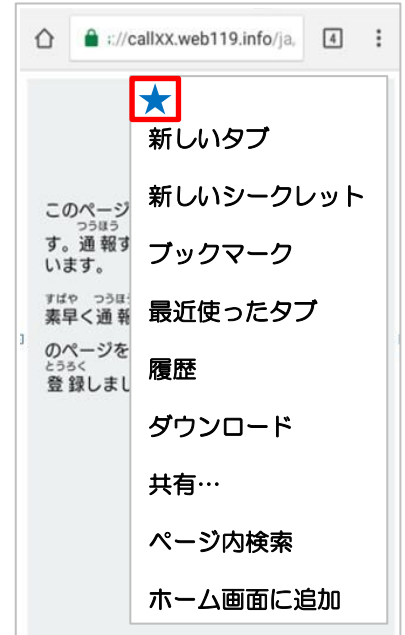 ://callXX.web119.info/ja,
4
★
新しいタブ
新しいシークレット
ブックマーク
最近使ったタブ
履歴
ダウンロード
共有…
ページ内検索
ホーム画面に追加
このページ
つうほう
す。通報す
います。
すばや つうほ
素早く通報
のページを
とうろく
登録しまし